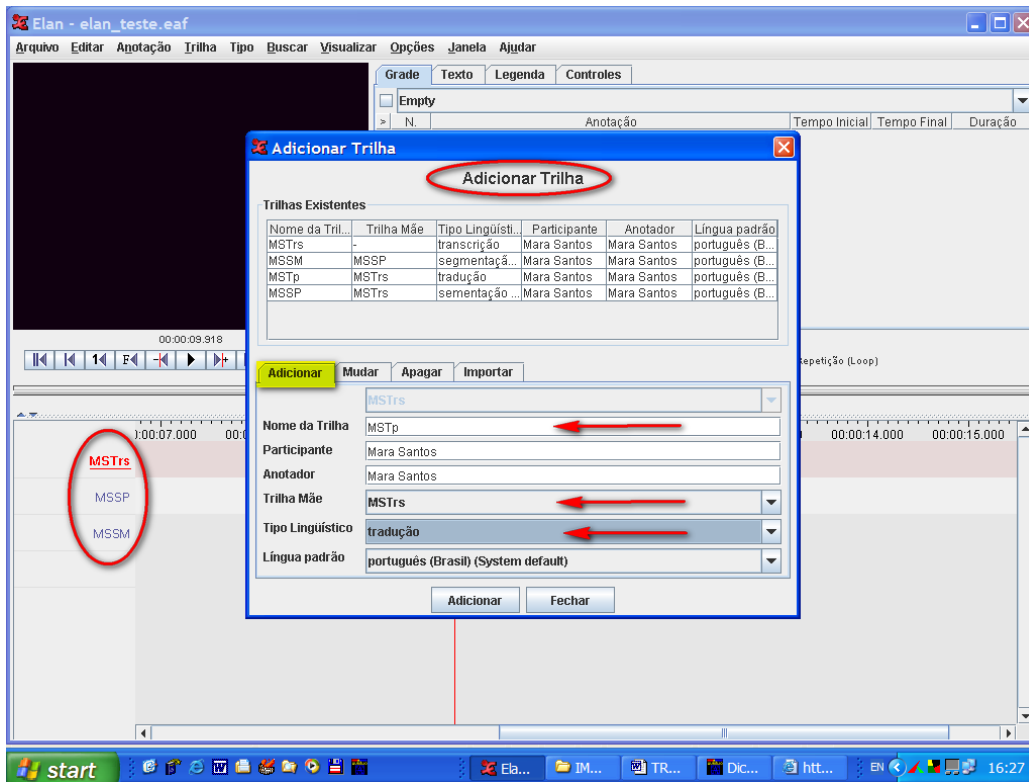 Elan - elan_teste.eaf
Arquivo Editar Anotação Trilha Tipo Buscar Visualizar Opções Janela Ajudar
Grade Texto Legenda Controles
Empty
> N. Anotação Tempo Inicial Tempo Final Duração
Adicionar Trilha
Adicionar Trilha
Trilhas Existentes
Nome da Tril... Trilha Mãe Tipo Lingüísti... Participante Anotador Língua padrão
MSTrs - transcrição Mara Santos Mara Santos português (B...
MSSM MSSP segmentaçã... Mara Santos Mara Santos português (B...
MSTp MSTrs tradução Mara Santos Mara Santos português (B...
MSSP MSTrs sementação ... Mara Santos Mara Santos português (B...
00:00:09.918
1 F
epetição (Loop)
Adicionar Mudar Apagar Importar
MSTrs
Nome da Trilha MSTp
Participante Mara Santos
Anotador Mara Santos
Trilha Mãe MSTrs
Tipo Lingüístico tradução
Língua padrão português (Brasil) (System default)
Adicionar Fechar
):00:07.000 00:0 00:00:14.000 00:00:15.000
MSTrs
MSSP
MSSM
start Ela... IM... TR... Dic... htt... EN 16:27